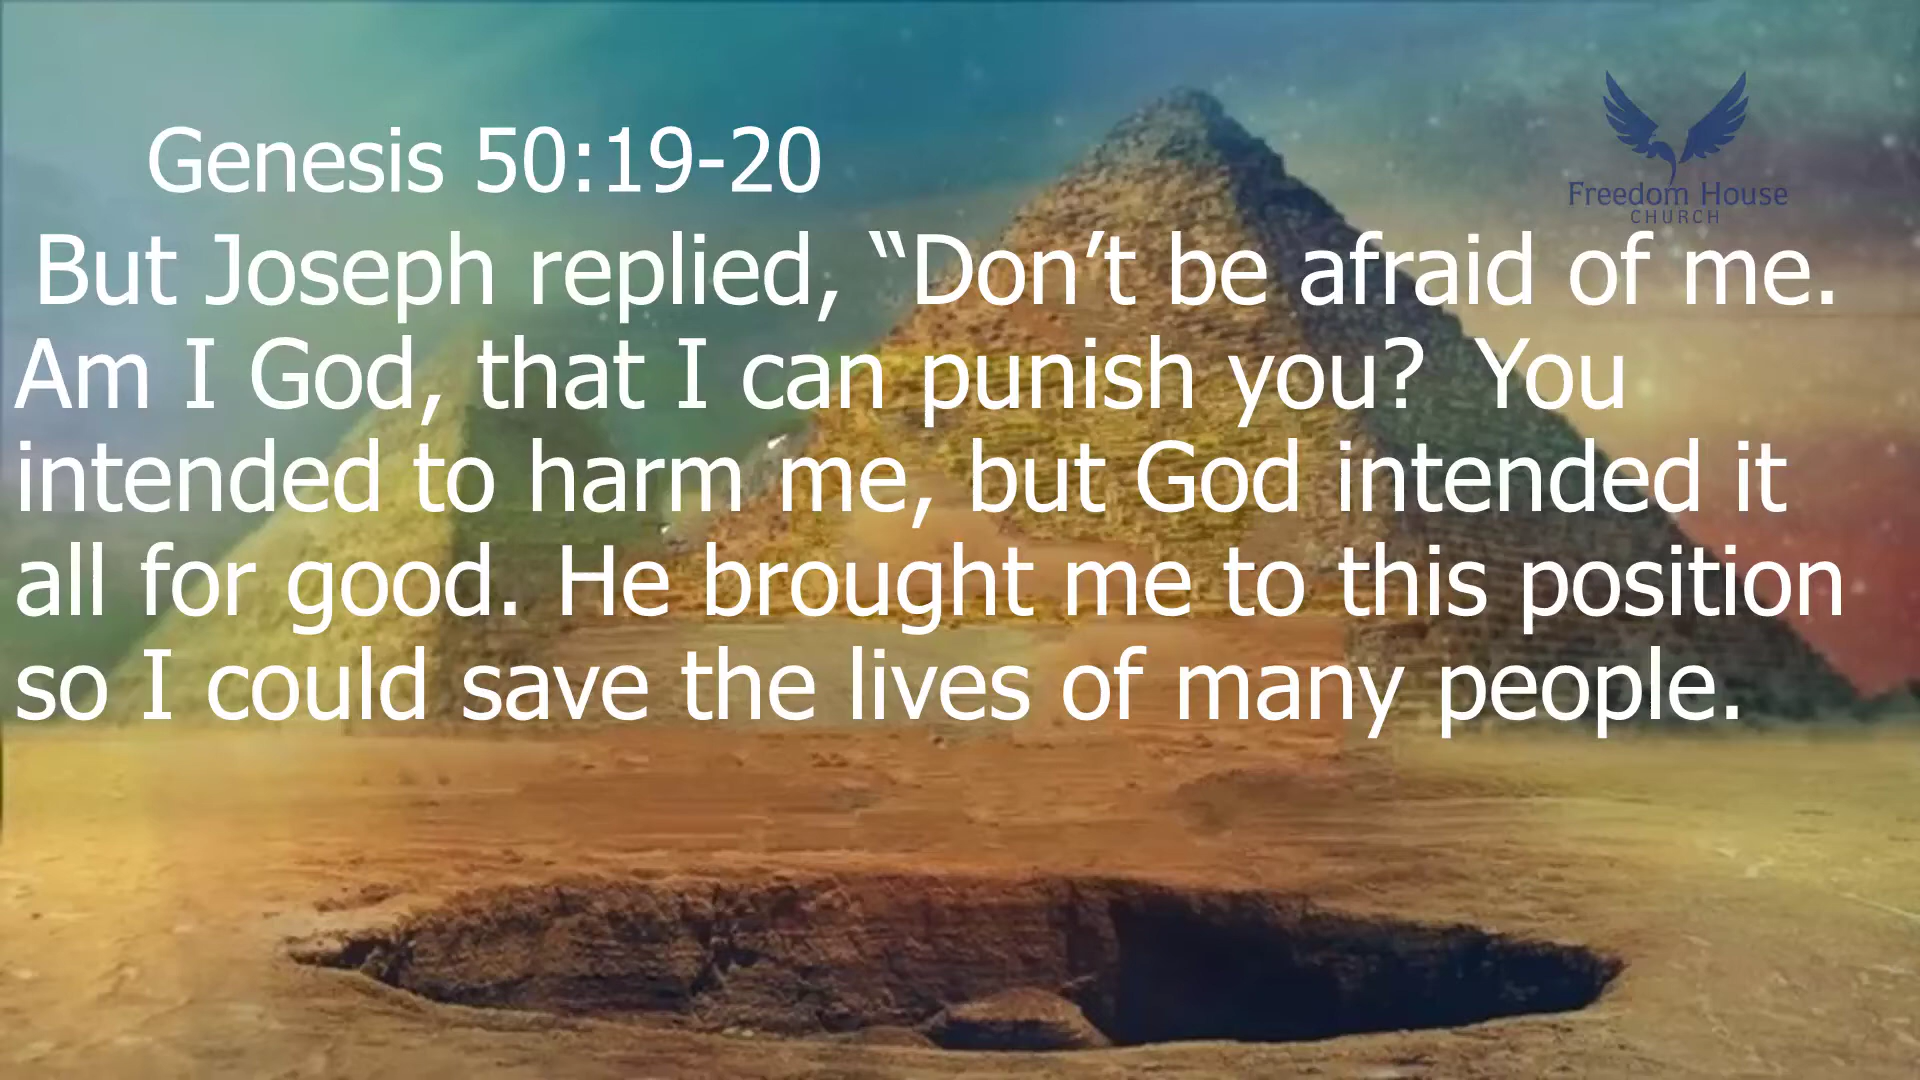 Genesis 50:19-20
Freedom House
CHURCH
But Joseph replied, “Don’t be afraid of me.
Am I God, that I can punish you?  You
intended to harm me, but God intended it
all for good. He brought me to this position
so I could save the lives of many people.